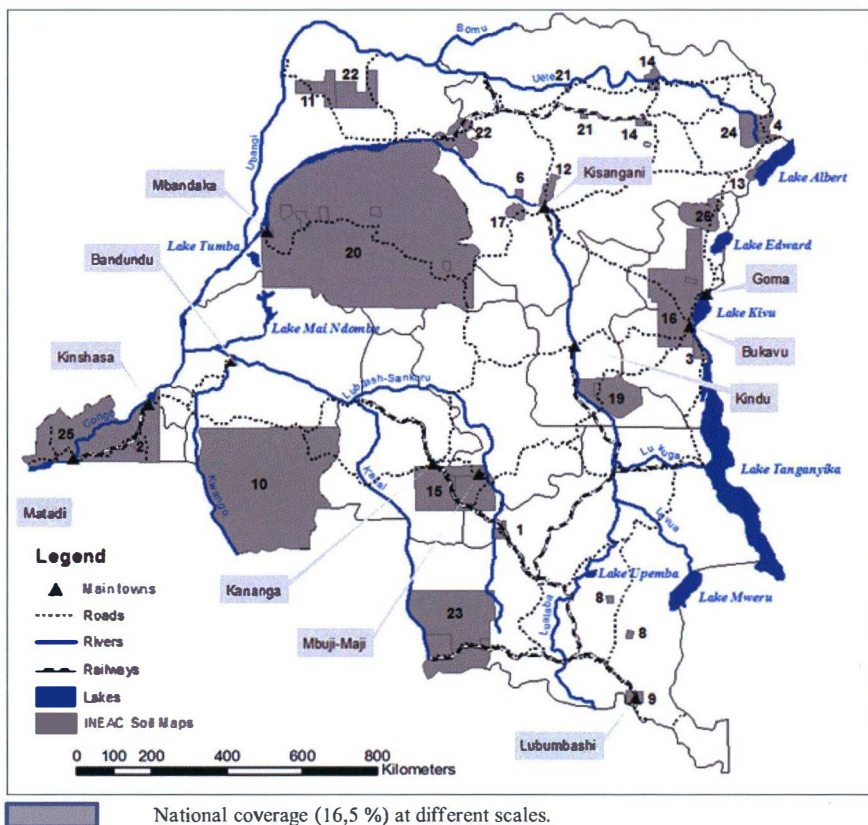 Bomu
Uele
21
14
22
11
22
21
14
24
4
Ubangi
Mbandaka
6
12
Kisangani
13
Lake Albert
17
26
Lake Tumba
20
Lake Edward
Bandundu
Goma
16
Lake Kivu
Lake Mai Ndombe
Bukavu
3
Kinshasa
Kindu
Lubilash-Sankuru
19
Congo
25
2
10
Kwango
Kasai
Lukuga
15
Lake Tanganyika
Matadi
1
Luvua
Legend
Main towns
Roads
Rivers
Railways
Lakes
INEAC Soil Maps
Kananga
Lake Upemba
Lualaba
8
Lake Mweru
Mbuji-Maji
23
8
9
Lubumbashi
0 100 200 400 600 800
Kilometers
National coverage (16,5 %) at different scales.